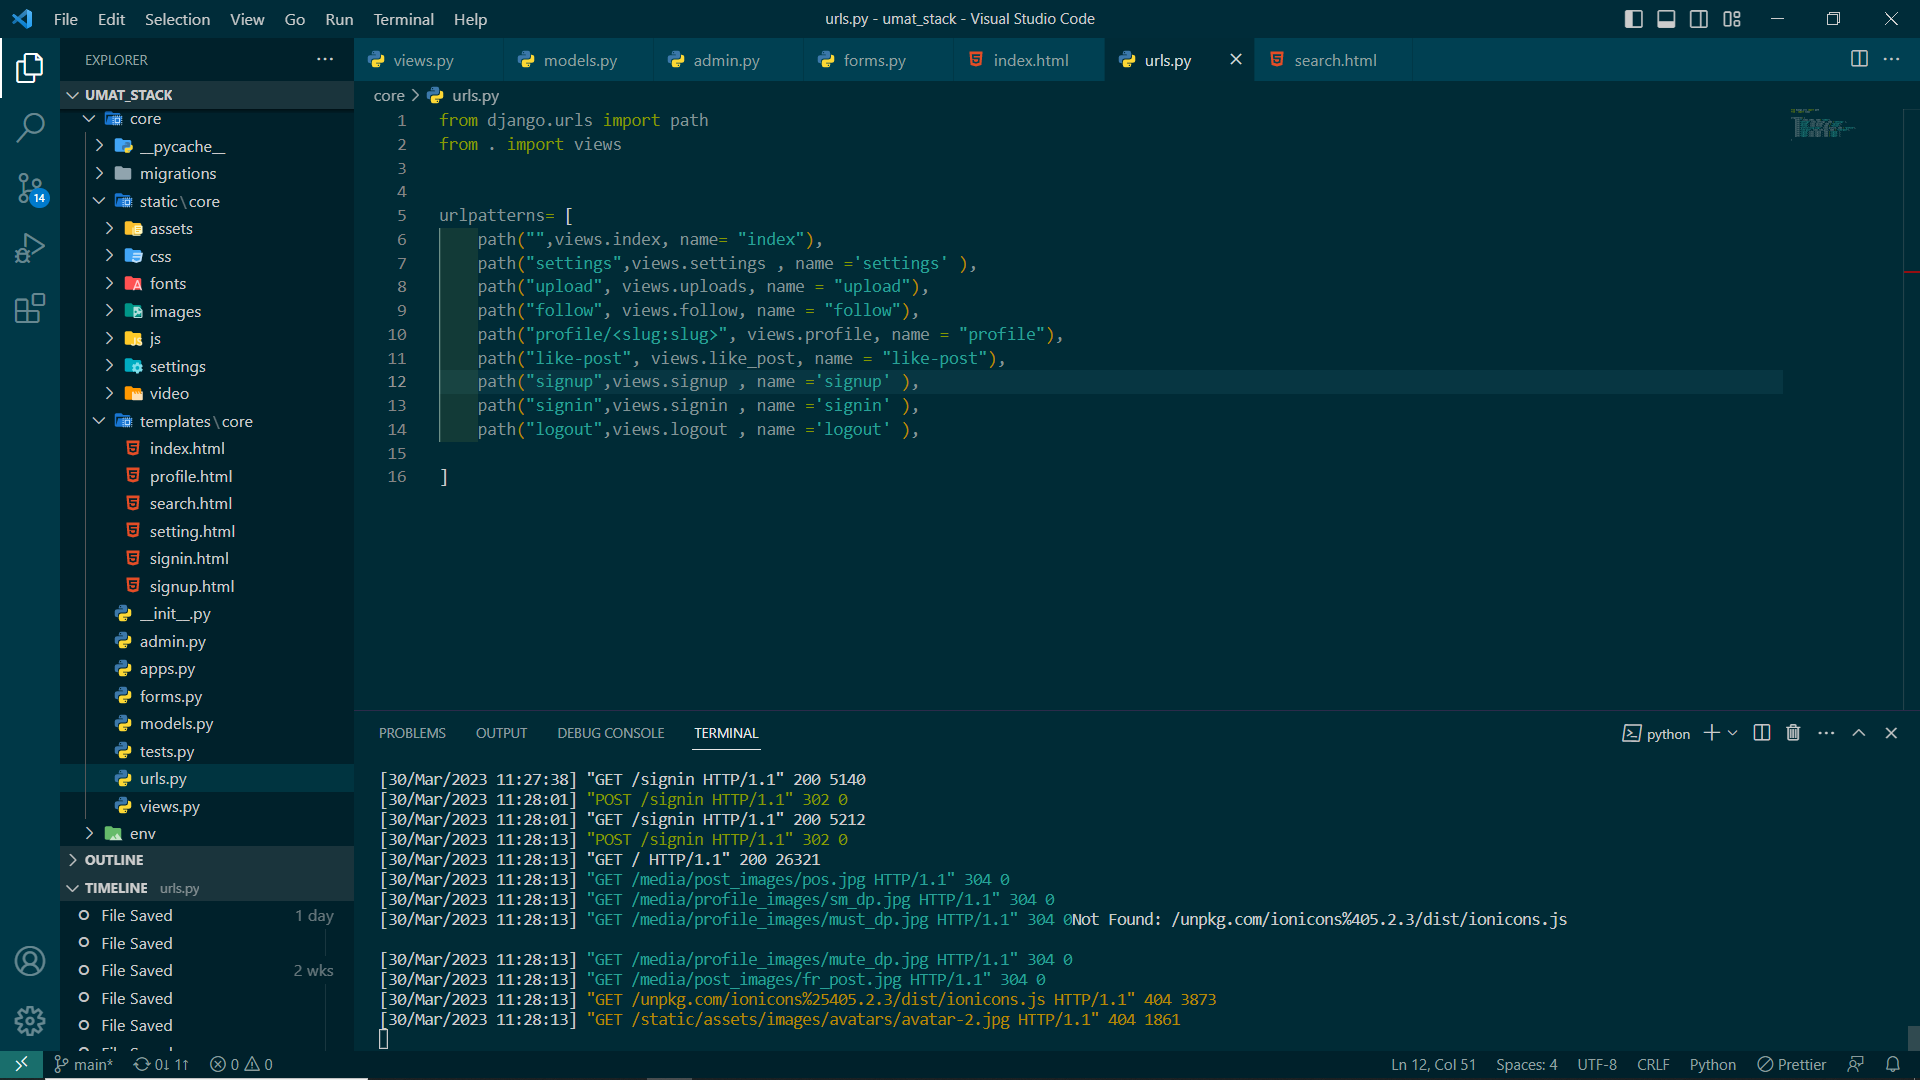 File Edit Selection View Go Run Terminal Help
urls.py - umat_stack - Visual Studio Code
EXPLORER
UMAT_STACK
core
__pycache__
migrations
static\core
assets
css
fonts
images
js
settings
video
templates\core
index.html
profile.html
search.html
setting.html
signin.html
signup.html
__init__.py
admin.py
apps.py
forms.py
models.py
tests.py
urls.py
views.py
env
OUTLINE
TIMELINE urls.py
File Saved 1 day
File Saved
File Saved 2 wks
File Saved
File Saved
14
views.py models.py admin.py forms.py index.html urls.py search.html
core > urls.py
1 from django.urls import path
2 from . import views
3
4
5 urlpatterns= [
6 path("",views.index, name= "index"),
7 path("settings",views.settings , name ='settings' ),
8 path("upload", views.uploads, name = "upload"),
9 path("follow", views.follow, name = "follow"),
10 path("profile/<slug:slug>", views.profile, name = "profile"),
11 path("like-post", views.like_post, name = "like-post"),
12 path("signup",views.signup , name ='signup' ),
13 path("signin",views.signin , name ='signin' ),
14 path("logout",views.logout , name ='logout' ),
15
16 ]
PROBLEMS OUTPUT DEBUG CONSOLE TERMINAL
python
[30/Mar/2023 11:27:38] "GET /signin HTTP/1.1" 200 5140
[30/Mar/2023 11:28:01] "POST /signin HTTP/1.1" 302 0
[30/Mar/2023 11:28:01] "GET /signin HTTP/1.1" 200 5212
[30/Mar/2023 11:28:13] "POST /signin HTTP/1.1" 302 0
[30/Mar/2023 11:28:13] "GET / HTTP/1.1" 200 26321
[30/Mar/2023 11:28:13] "GET /media/post_images/pos.jpg HTTP/1.1" 304 0
[30/Mar/2023 11:28:13] "GET /media/profile_images/sm_dp.jpg HTTP/1.1" 304 0
[30/Mar/2023 11:28:13] "GET /media/profile_images/must_dp.jpg HTTP/1.1" 304 0Not Found: /unpkg.com/ionicons%405.2.3/dist/ionicons.js
[30/Mar/2023 11:28:13] "GET /media/profile_images/mute_dp.jpg HTTP/1.1" 304 0
[30/Mar/2023 11:28:13] "GET /media/post_images/fr_post.jpg HTTP/1.1" 304 0
[30/Mar/2023 11:28:13] "GET /unpkg.com/ionicons%25405.2.3/dist/ionicons.js HTTP/1.1" 404 3873
[30/Mar/2023 11:28:13] "GET /static/assets/images/avatars/avatar-2.jpg HTTP/1.1" 404 1861
main* 0↓ 1↑ 0 0
Ln 12, Col 51 Spaces: 4 UTF-8 CRLF Python Prettier